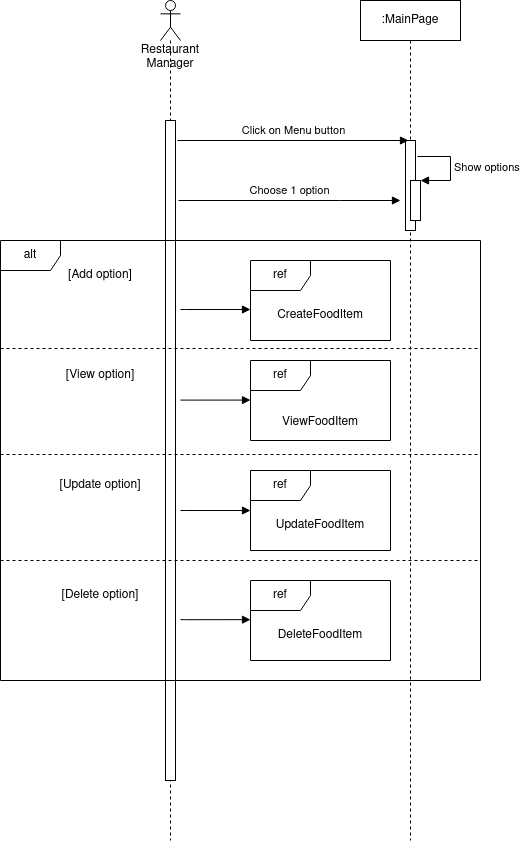 Restaurant
Manager
:MainPage
Click on Menu button
Show options
Choose 1 option
alt
[Add option]
ref
CreateFoodItem
[View option]
ref
ViewFoodItem
[Update option]
ref
UpdateFoodItem
[Delete option]
ref
DeleteFoodItem